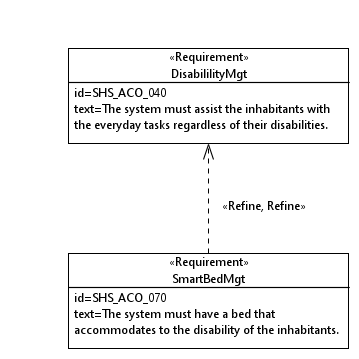 «Requirement»
DisabililityMgt
id=SHS_ACO_040
text=The system must assist the inhabitants with
the everyday tasks regardless of their disabilities.
«Refine, Refine»
«Requirement»
SmartBedMgt
id=SHS_ACO_070
text=The system must have a bed that
accommodates to the disability of the inhabitants.